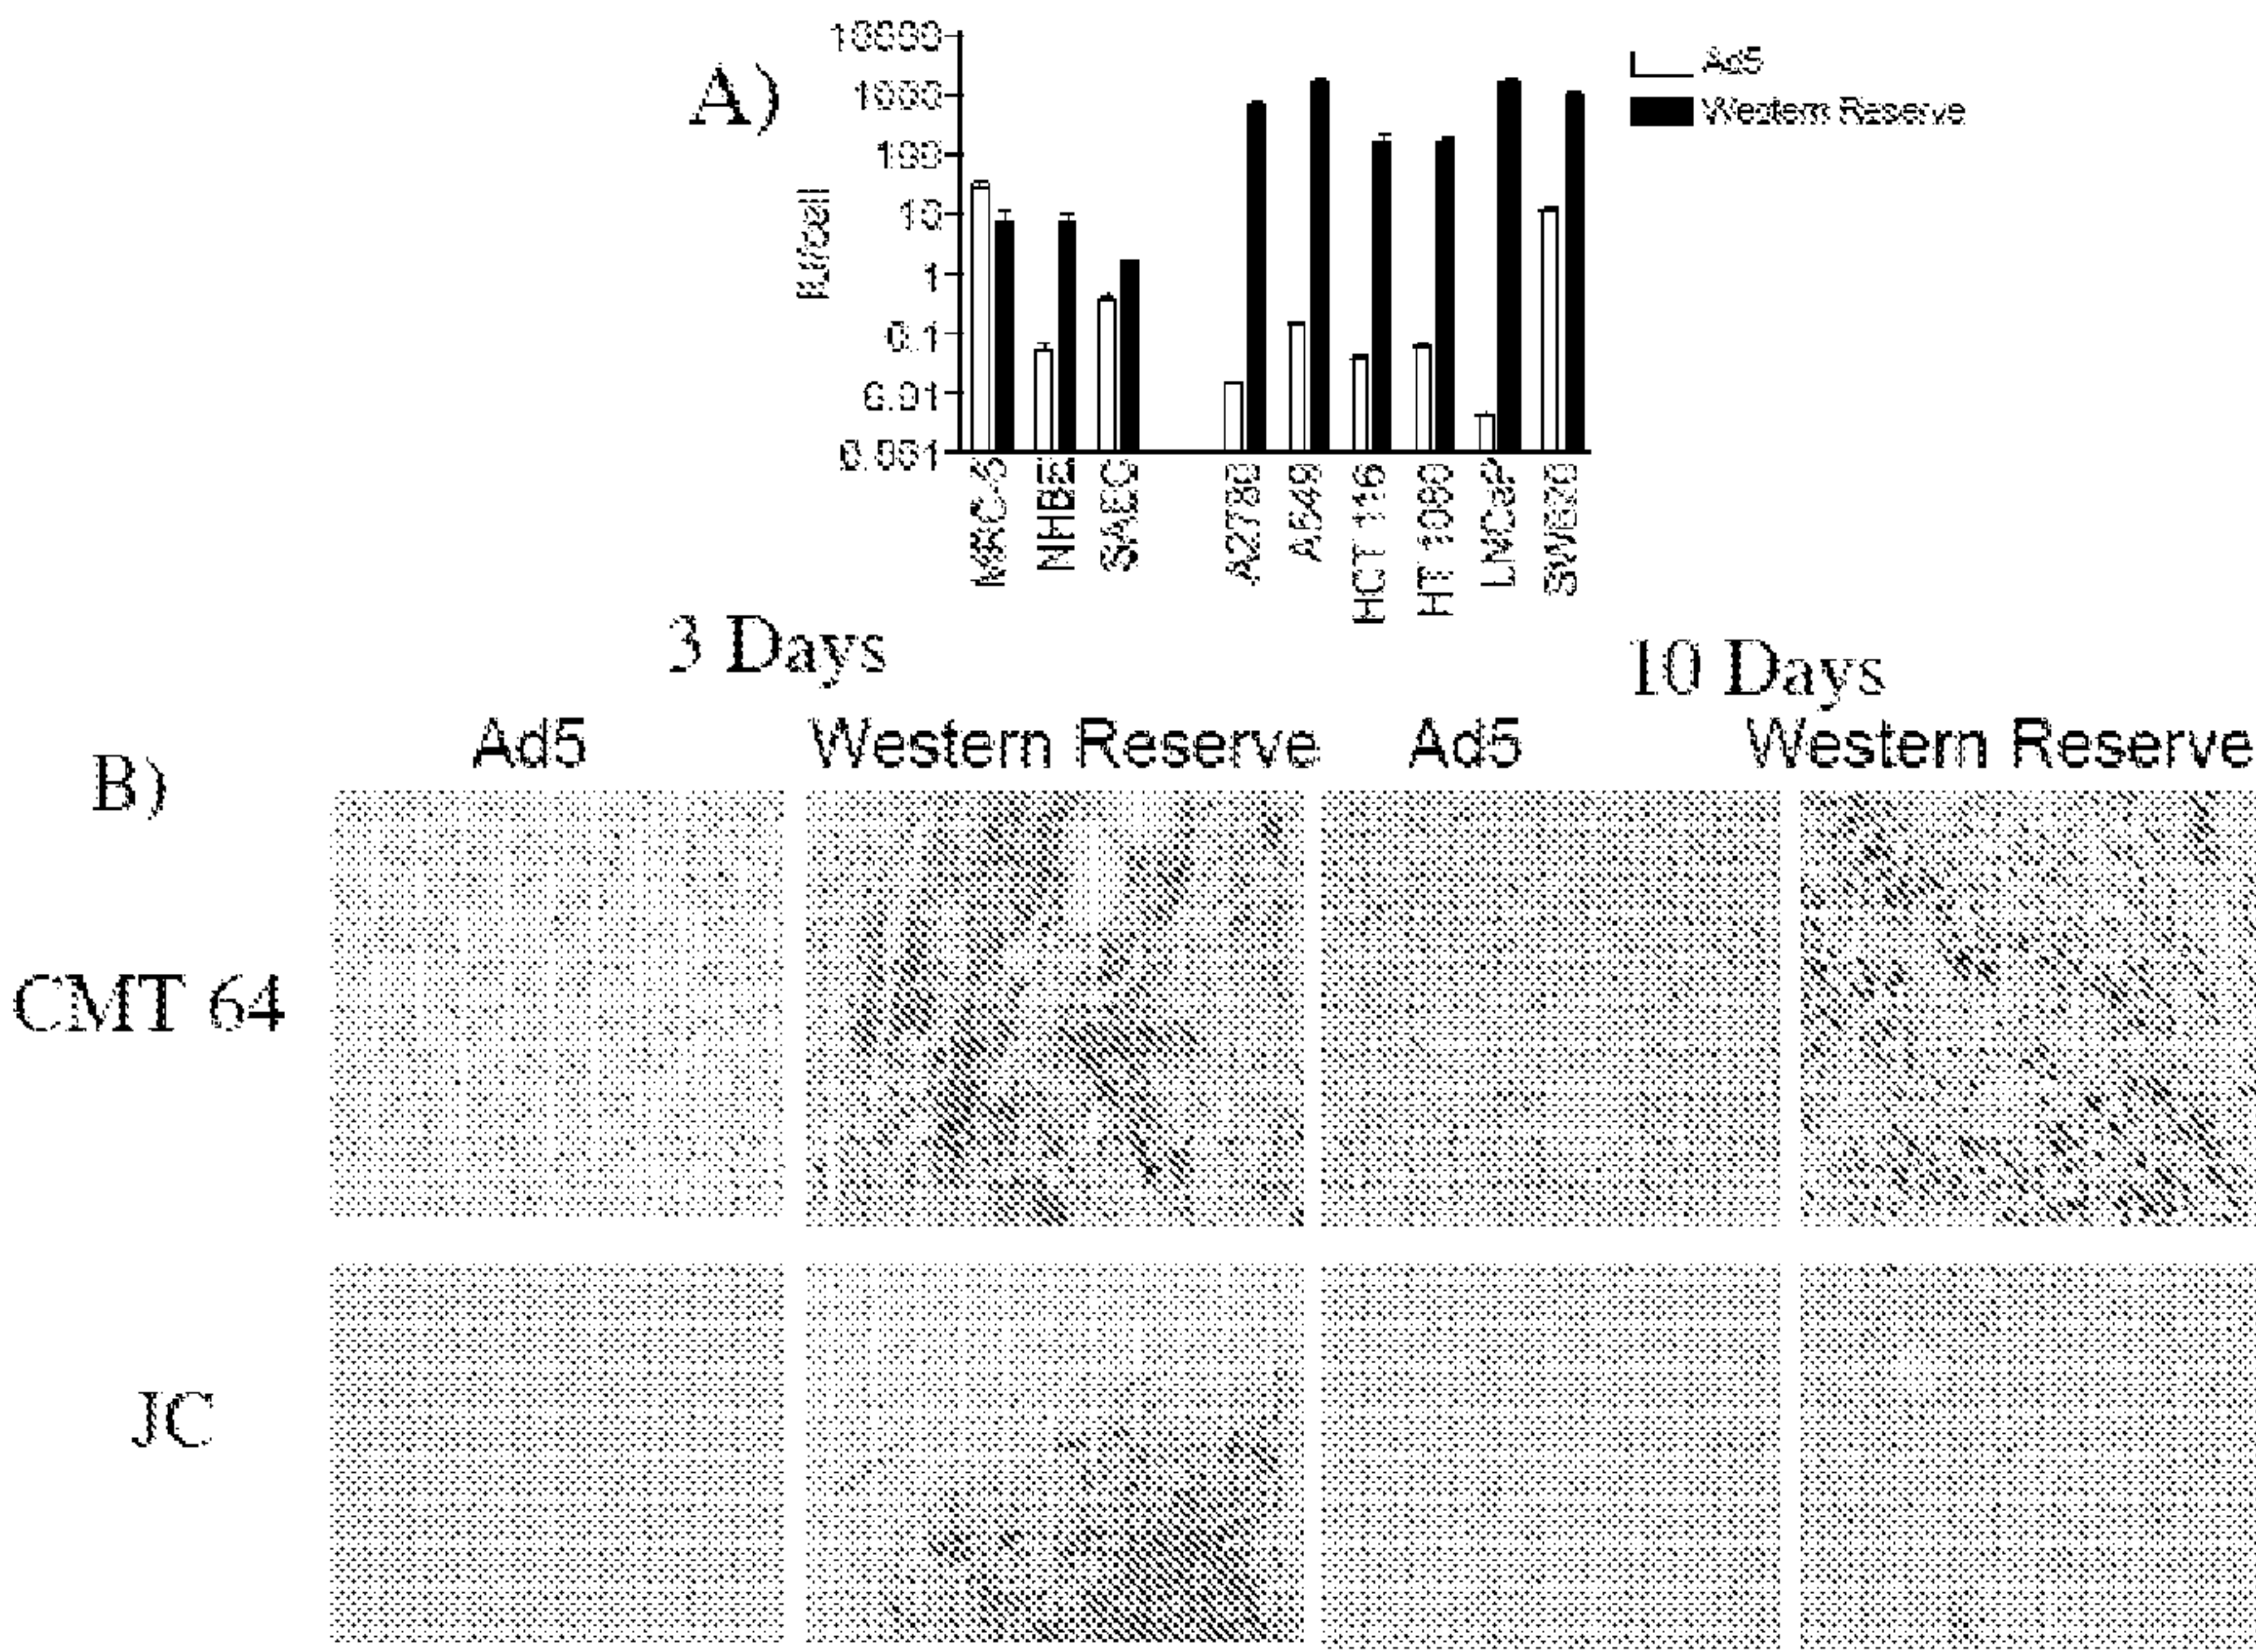 A)
10000
1000
100
10
1
0.1
0.01
0.001
IU/cell
Ad5
Western Reserve
MRC-5
NHBE
SAEC
A2780
A549
HCT 116
HT 1080
LNCaP
SW620
3 Days
10 Days
Ad5
Western Reserve
Ad5
Western Reserve
B)
CMT 64
JC